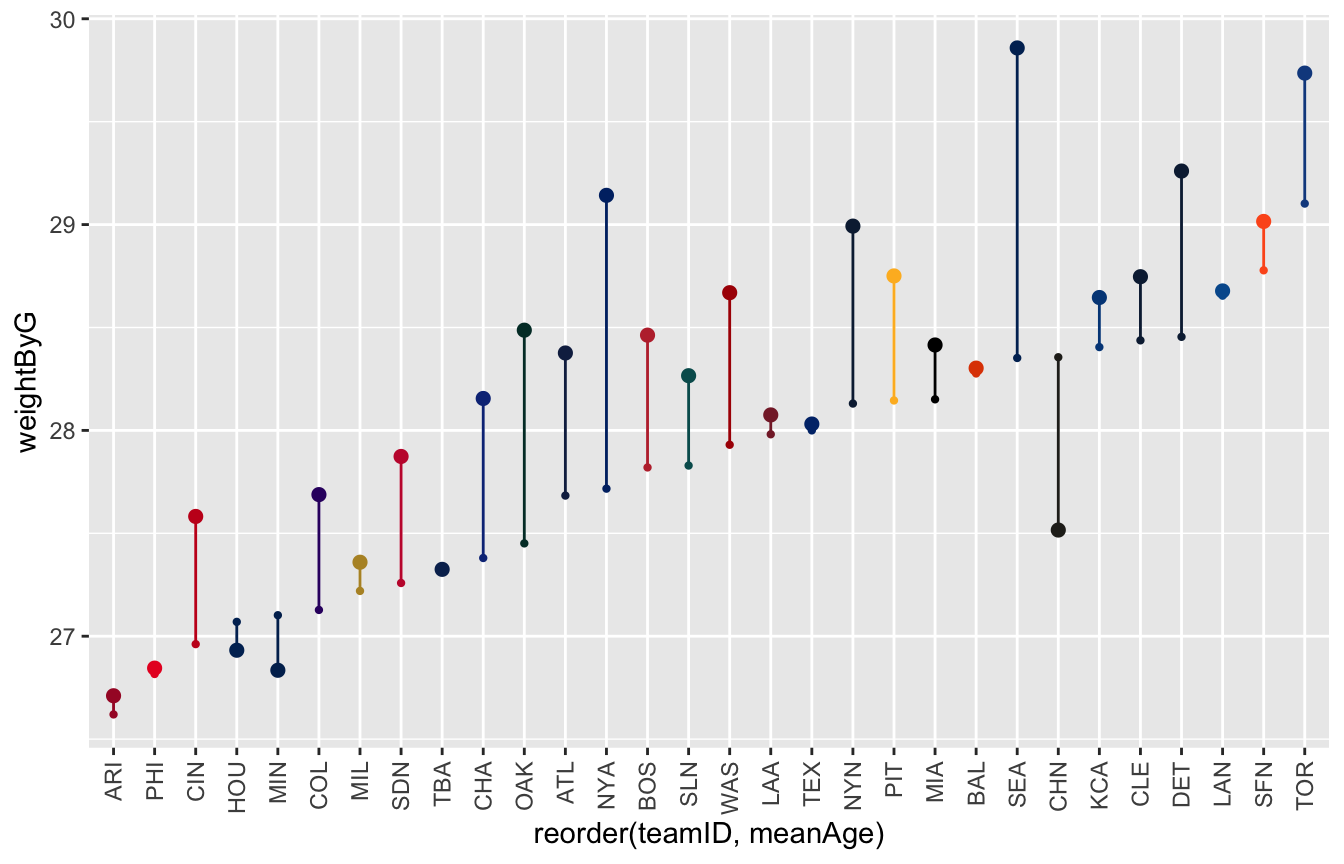 30
29
28
27
weightByG
ARI PHI CIN HOU MIN COL MIL SDN TBA CHA OAK ATL NYA BOS SLN WAS LAA TEX NYN PIT MIA BAL SEA CHN KCA CLE DET LAN SFN TOR
reorder(teamID, meanAge)